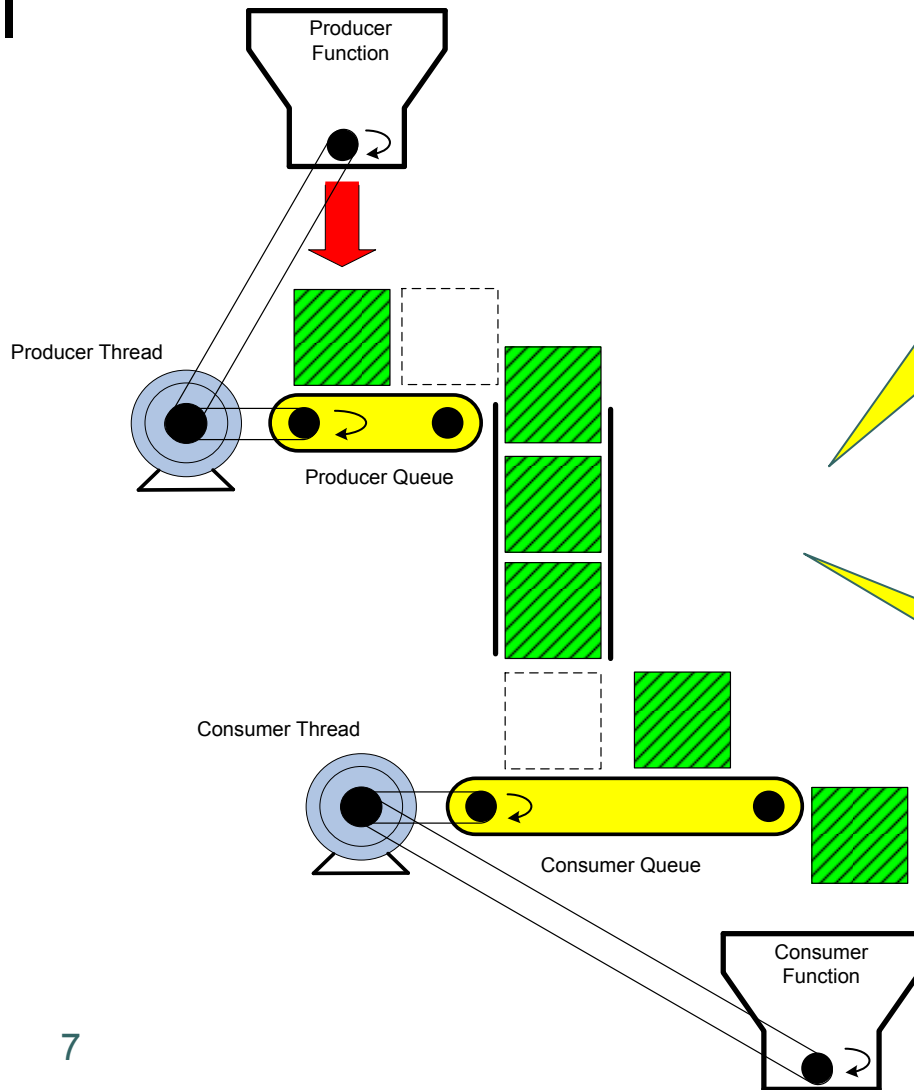 Producer
Function
Producer Thread
Producer Queue
Consumer Thread
Consumer Queue
Consumer
Function
7